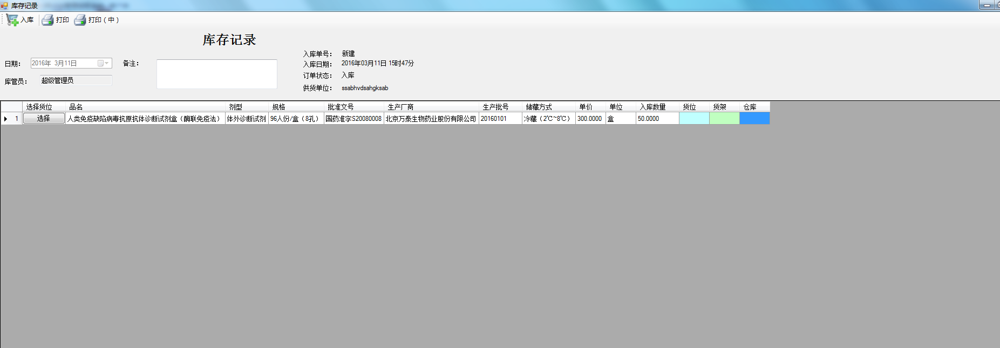 库存记录
入库 打印 打印（中）
库存记录
日期： 2016年 3月11日 备注：
库管员： 超级管理员
入库单号： 新建
入库日期： 2016年03月11日 15时47分
订单状态： 入库
供货单位： ssabhvdsahgksab
选择货位 品名 剂型 规格 批准文号 生产厂商 生产批号 储藏方式 单价 单位 入库数量 货位 货架 仓库
1 选择 人类免疫缺陷病毒抗原抗体诊断试剂盒（酶联免疫法） 体外诊断试剂 96人份/盒（8孔） 国药准字S20080008 北京万泰生物药业股份有限公司 20160101 冷藏（2℃~8℃） 300.0000 盒 50.0000